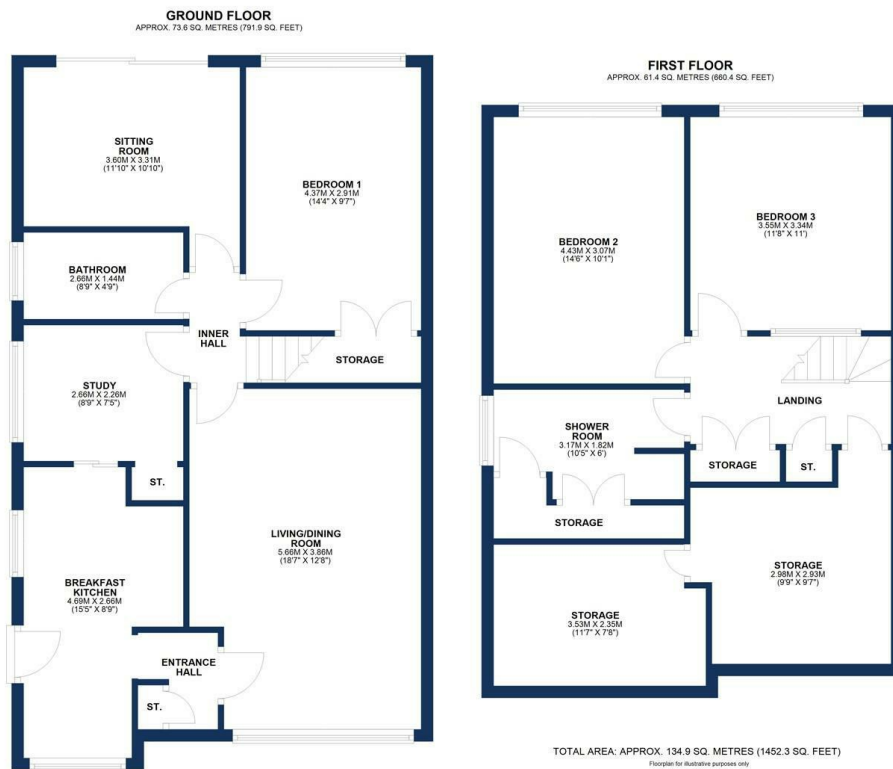 GROUND FLOOR
APPROX. 73.6 SQ. METRES (791.9 SQ. FEET)
SITTING
ROOM
3.60M X 3.31M
(11'10" X 10'10")
BEDROOM 1
4.37M X 2.91M
(14'4" X 9'7")
BATHROOM
2.66M X 1.44M
(8'9" X 4'9")
INNER
HALL
STORAGE
STUDY
2.66M X 2.26M
(8'9" X 7'5")
ST.
LIVING/DINING
ROOM
5.66M X 3.86M
(18'7" X 12'8")
BREAKFAST
KITCHEN
4.69M X 2.66M
(15'5" X 8'9")
ENTRANCE
HALL
ST.
FIRST FLOOR
APPROX. 61.4 SQ. METRES (660.4 SQ. FEET)
BEDROOM 2
4.43M X 3.07M
(14'6" X 10'1")
BEDROOM 3
3.55M X 3.34M
(11'8" X 11')
LANDING
SHOWER
ROOM
3.17M X 1.82M
(10'5" X 6')
STORAGE
ST.
STORAGE
STORAGE
2.98M X 2.93M
(9'9" X 9'7")
STORAGE
3.53M X 2.35M
(11'7" X 7'8")
TOTAL AREA: APPROX. 134.9 SQ. METRES (1452.3 SQ. FEET)
Floorplan for illustrative purposes only